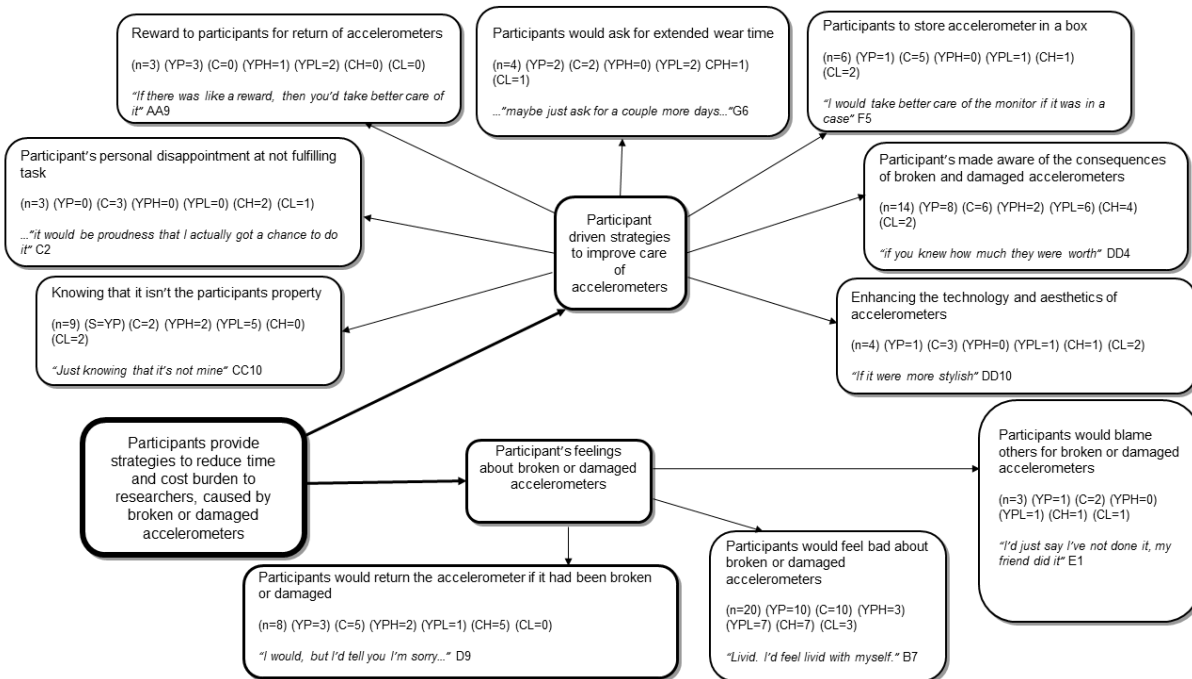 Reward to participants for return of accelerometers
(n=3) (YP=3) (C=0) (YPH=1) (YPL=2) (CH=0) (CL=0)
“If there was like a reward, then you’d take better care of
it” AA9
Participants would ask for extended wear time
(n=4) (YP=2) (C=2) (YPH=0) (YPL=2) CPH=1)
(CL=1)
…”maybe just ask for a couple more days…”G6
Participants to store accelerometer in a box
(n=6) (YP=1) (C=5) (YPH=0) (YPL=1) (CH=1)
(CL=2)
“I would take better care of the monitor if it was in a
case” F5
Participant’s personal disappointment at not fulfilling
task
(n=3) (YP=0) (C=3) (YPH=0) (YPL=0) (CH=2) (CL=1)
…”it would be proudness that I actually got a chance to do
it” C2
Participant
driven strategies
to improve care
of
accelerometers
Participant’s made aware of the consequences
of broken and damaged accelerometers
(n=14) (YP=8) (C=6) (YPH=2) (YPL=6) (CH=4)
(CL=2)
“if you knew how much they were worth” DD4
Knowing that it isn’t the participants property
(n=9) (S=YP) (C=2) (YPH=2) (YPL=5) (CH=0)
(CL=2)
“Just knowing that it’s not mine” CC10
Enhancing the technology and aesthetics of
accelerometers
(n=4) (YP=1) (C=3) (YPH=0) (YPL=1) (CH=1) (CL=2)
“If it were more stylish” DD10
Participants provide
strategies to reduce time
and cost burden to
researchers, caused by
broken or damaged
accelerometers
Participant’s feelings
about broken or damaged
accelerometers
Participants would blame
others for broken or damaged
accelerometers
(n=3) (YP=1) (C=2) (YPH=0)
(YPL=1) (CH=1) (CL=1)
“I’d just say I’ve not done it, my
friend did it” E1
Participants would return the accelerometer if it had been broken
or damaged
(n=8) (YP=3) (C=5) (YPH=2) (YPL=1) (CH=5) (CL=0)
“I would, but I’d tell you I’m sorry…” D9
Participants would feel bad about
broken or damaged
accelerometers
(n=20) (YP=10) (C=10) (YPH=3)
(YPL=7) (CH=7) (CL=3)
“Livid. I’d feel livid with myself.” B7